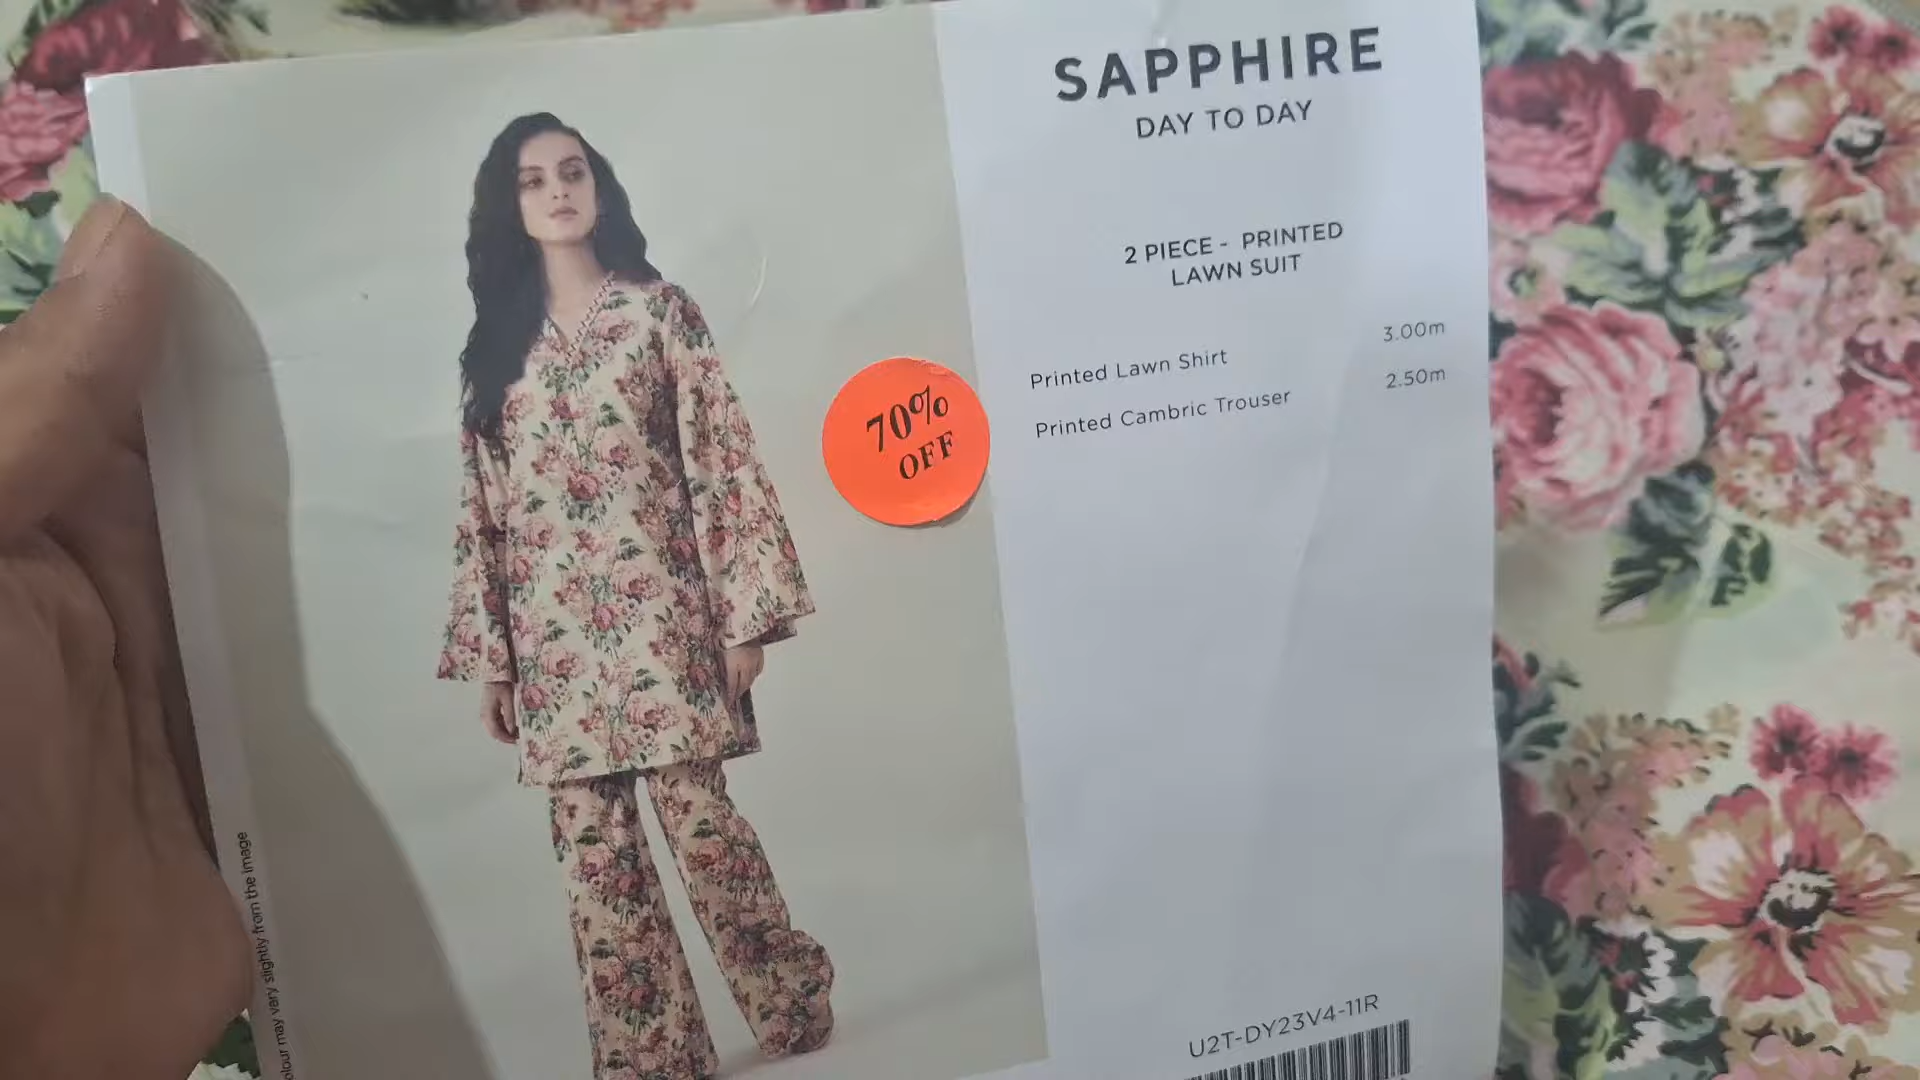 SAPPHIRE
DAY TO DAY
2 PIECE - PRINTED
LAWN SUIT
Printed Lawn Shirt 3.00m
Printed Cambric Trouser 2.50m
70%
OFF
U2T-DY23V4-11R
may vary slightly from the image